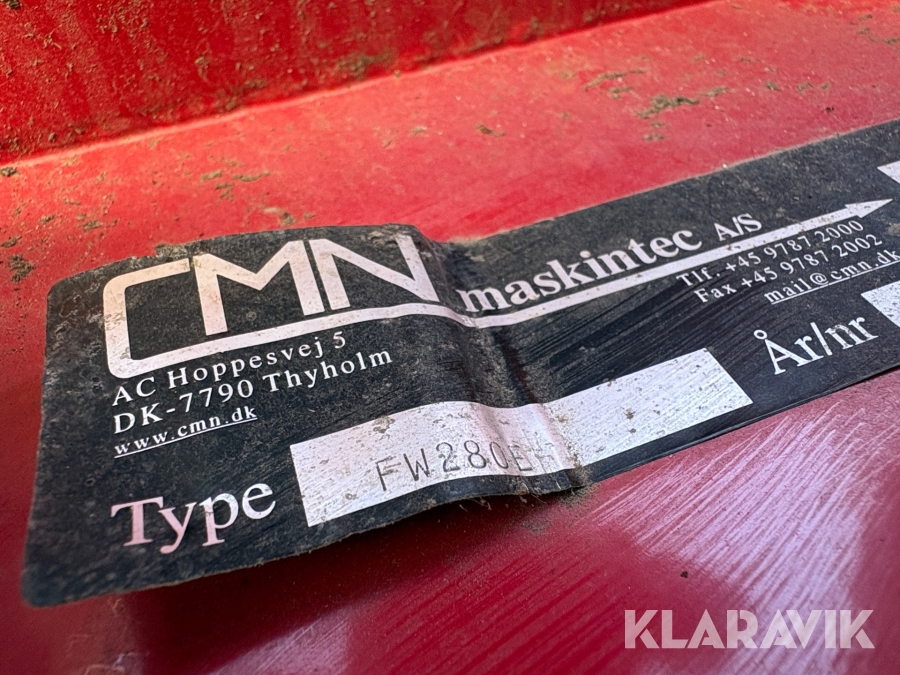 CMN maskintec A/S
AC Hoppesvej 5
DK-7790 Thyholm
www.cmn.dk
Tlf. +45 9787 2000
Fax +45 9787 2002
mail@cmn.dk
Type FW280EH
År/nr
KLARAVIK